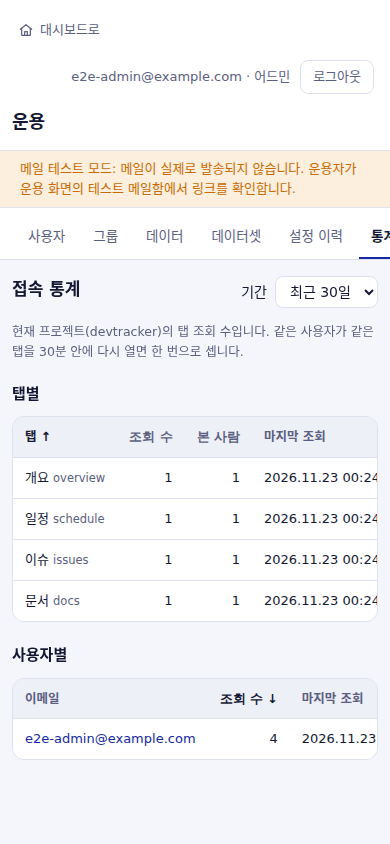 대시보드로
e2e-admin@example.com · 어드민 로그아웃
운용
메일 테스트 모드: 메일이 실제로 발송되지 않습니다. 운용자가
운용 화면의 테스트 메일함에서 링크를 확인합니다.
사용자 그룹 데이터 데이터셋 설정 이력
접속 통계 기간 최근 30일
현재 프로젝트(devtracker)의 탭 조회 수입니다. 같은 사용자가 같은
탭을 30분 안에 다시 열면 한 번으로 셉니다.
탭별
탭 ↑ 조회 수 본 사람 마지막 조회
개요 overview 1 1 2026.11.23 00:24
일정 schedule 1 1 2026.11.23 00:24
이슈 issues 1 1 2026.11.23 00:24
문서 docs 1 1 2026.11.23 00:24
사용자별
이메일 조회 수 ↓ 마지막 조회
e2e-admin@example.com 4 2026.11.23